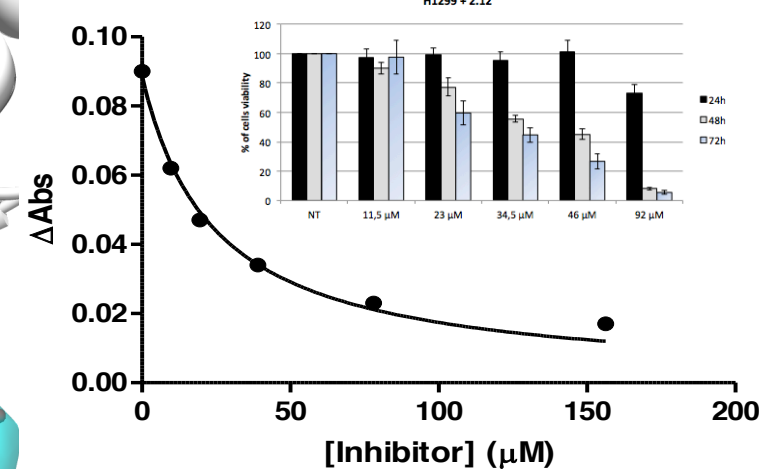 H1299 + 2.12
120
100
80
60
40
20
0
% of cells viability
NT 11,5 µM 23 µM 34,5 µM 46 µM 92 µM
24h
48h
72h
0.10
0.08
0.06
0.04
0.02
0.00
ΔAbs
0 50 100 150 200
[Inhibitor] (µM)